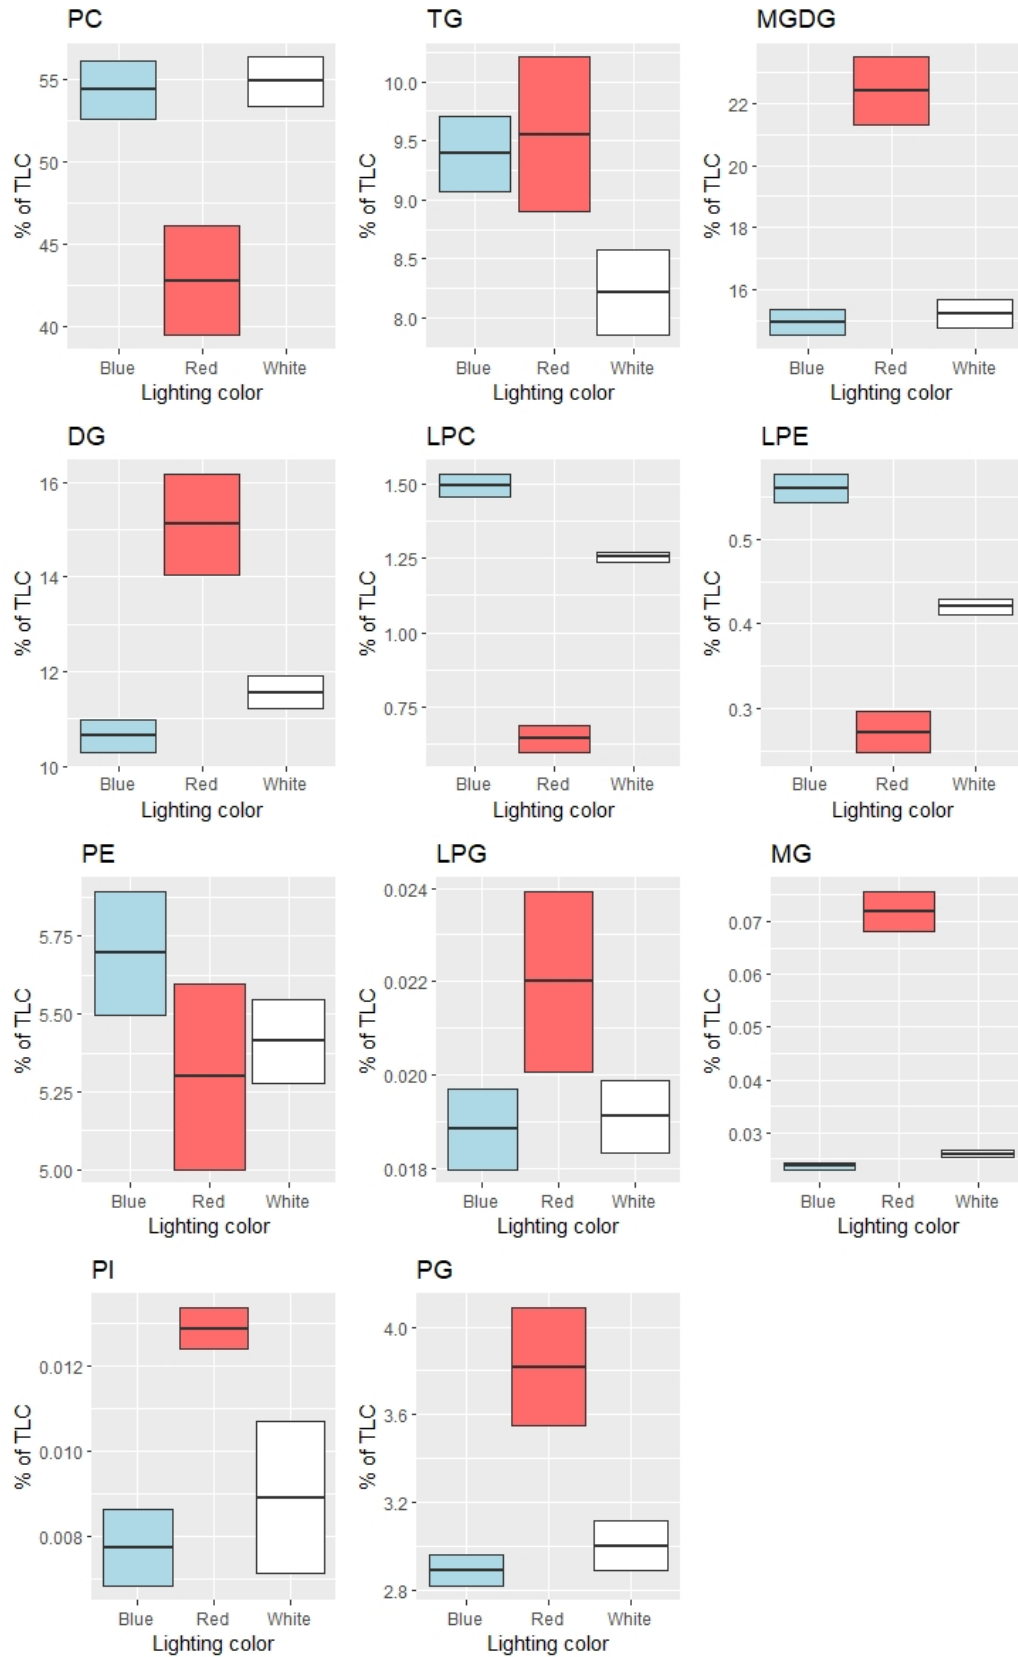 PC
TG
MGDG
% of TLC
55
50
45
40
Blue Red White
Lighting color
% of TLC
10.0
9.5
9.0
8.5
8.0
Blue Red White
Lighting color
% of TLC
22
20
18
16
Blue Red White
Lighting color
DG
LPC
LPE
% of TLC
16
14
12
10
Blue Red White
Lighting color
% of TLC
1.50
1.25
1.00
0.75
Blue Red White
Lighting color
% of TLC
0.5
0.4
0.3
Blue Red White
Lighting color
PE
LPG
MG
% of TLC
5.75
5.50
5.25
5.00
Blue Red White
Lighting color
% of TLC
0.024
0.022
0.020
0.018
Blue Red White
Lighting color
% of TLC
0.07
0.06
0.05
0.04
0.03
Blue Red White
Lighting color
PI
PG
% of TLC
0.012
0.010
0.008
Blue Red White
Lighting color
% of TLC
4.0
3.6
3.2
2.8
Blue Red White
Lighting color